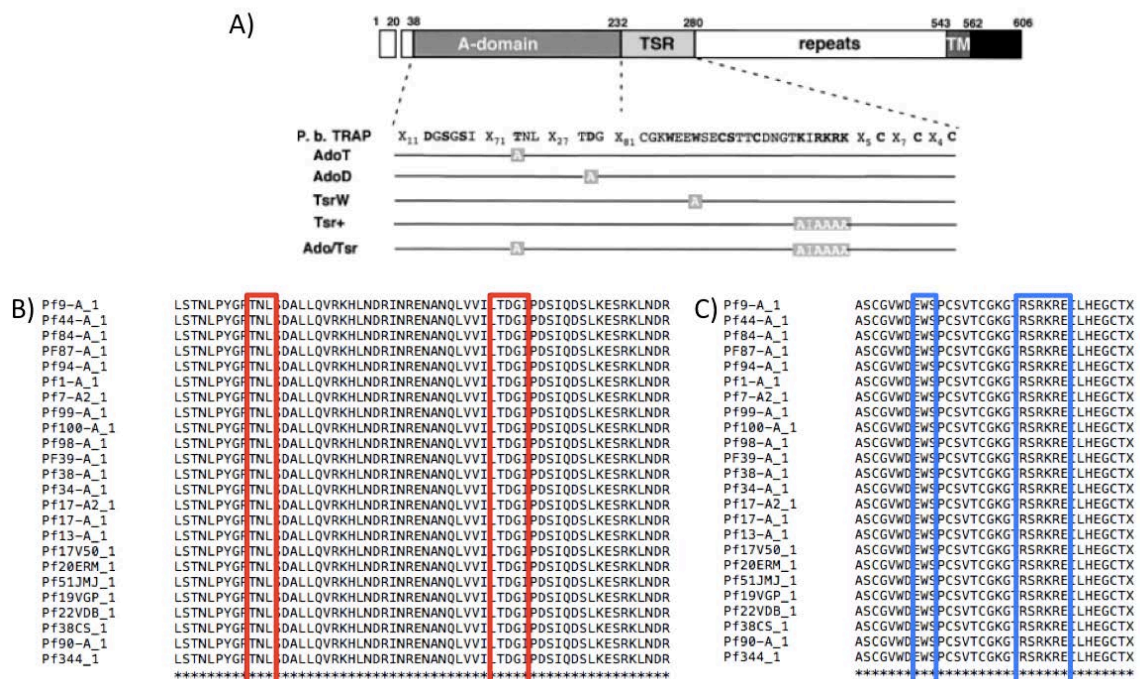 A)
1 20 38 232 280 543 562 606
A-domain TSR repeats TM
P. b. TRAP X11 DGSGSI X71 TNL X27 TDG X81 CGKWEEWSECSTTCDNGTKIRKRK X5 C X7 C X4 C
AdoT A
AdoD A
TsrW A
Tsr+ AIAAAA
Ado/Tsr A AIAAAA
B) Pf9-A_1 LSTNLPYGRTNLSDALLQVRKHLNDRINRENANQLVVILTDGIPDSIQDSLKESRKLNDR
Pf44-A_1 LSTNLPYGRTNLSDALLQVRKHLNDRINRENANQLVVILTDGIPDSIQDSLKESRKLNDR
Pf84-A_1 LSTNLPYGRTNLSDALLQVRKHLNDRINRENANQLVVILTDGIPDSIQDSLKESRKLNDR
PF87-A_1 LSTNLPYGRTNLSDALLQVRKHLNDRINRENANQLVVILTDGIPDSIQDSLKESRKLNDR
Pf94-A_1 LSTNLPYGRTNLSDALLQVRKHLNDRINRENANQLVVILTDGIPDSIQDSLKESRKLNDR
Pf1-A_1 LSTNLPYGRTNLSDALLQVRKHLNDRINRENANQLVVILTDGIPDSIQDSLKESRKLNDR
Pf7-A2_1 LSTNLPYGRTNLSDALLQVRKHLNDRINRENANQLVVILTDGIPDSIQDSLKESRKLNDR
Pf99-A_1 LSTNLPYGRTNLSDALLQVRKHLNDRINRENANQLVVILTDGIPDSIQDSLKESRKLNDR
Pf100-A_1 LSTNLPYGRTNLSDALLQVRKHLNDRINRENANQLVVILTDGIPDSIQDSLKESRKLNDR
Pf98-A_1 LSTNLPYGRTNLSDALLQVRKHLNDRINRENANQLVVILTDGIPDSIQDSLKESRKLNDR
PF39-A_1 LSTNLPYGRTNLSDALLQVRKHLNDRINRENANQLVVILTDGIPDSIQDSLKESRKLNDR
Pf38-A_1 LSTNLPYGRTNLSDALLQVRKHLNDRINRENANQLVVILTDGIPDSIQDSLKESRKLNDR
Pf34-A_1 LSTNLPYGRTNLSDALLQVRKHLNDRINRENANQLVVILTDGIPDSIQDSLKESRKLNDR
Pf17-A2_1 LSTNLPYGRTNLSDALLQVRKHLNDRINRENANQLVVILTDGIPDSIQDSLKESRKLNDR
Pf17-A_1 LSTNLPYGRTNLSDALLQVRKHLNDRINRENANQLVVILTDGIPDSIQDSLKESRKLNDR
Pf13-A_1 LSTNLPYGRTNLSDALLQVRKHLNDRINRENANQLVVILTDGIPDSIQDSLKESRKLNDR
Pf17V50_1 LSTNLPYGRTNLSDALLQVRKHLNDRINRENANQLVVILTDGIPDSIQDSLKESRKLNDR
Pf20ERM_1 LSTNLPYGRTNLSDALLQVRKHLNDRINRENANQLVVILTDGIPDSIQDSLKESRKLNDR
Pf51JMJ_1 LSTNLPYGRTNLSDALLQVRKHLNDRINRENANQLVVILTDGIPDSIQDSLKESRKLNDR
Pf19VGP_1 LSTNLPYGRTNLSDALLQVRKHLNDRINRENANQLVVILTDGIPDSIQDSLKESRKLNDR
Pf22VDB_1 LSTNLPYGRTNLSDALLQVRKHLNDRINRENANQLVVILTDGIPDSIQDSLKESRKLNDR
Pf38CS_1 LSTNLPYGRTNLSDALLQVRKHLNDRINRENANQLVVILTDGIPDSIQDSLKESRKLNDR
Pf90-A_1 LSTNLPYGRTNLSDALLQVRKHLNDRINRENANQLVVILTDGIPDSIQDSLKESRKLNDR
Pf344_1 LSTNLPYGRTNLSDALLQVRKHLNDRINRENANQLVVILTDGIPDSIQDSLKESRKLNDR
************************************************************
C) Pf9-A_1 ASCGVWDEWSPCSVTCGKGTRSRKREILHEGCTX
Pf44-A_1 ASCGVWDEWSPCSVTCGKGTRSRKREILHEGCTX
Pf84-A_1 ASCGVWDEWSPCSVTCGKGTRSRKREILHEGCTX
PF87-A_1 ASCGVWDEWSPCSVTCGKGTRSRKREILHEGCTX
Pf94-A_1 ASCGVWDEWSPCSVTCGKGTRSRKREILHEGCTX
Pf1-A_1 ASCGVWDEWSPCSVTCGKGTRSRKREILHEGCTX
Pf7-A2_1 ASCGVWDEWSPCSVTCGKGTRSRKREILHEGCTX
Pf99-A_1 ASCGVWDEWSPCSVTCGKGTRSRKREILHEGCTX
Pf100-A_1 ASCGVWDEWSPCSVTCGKGTRSRKREILHEGCTX
Pf98-A_1 ASCGVWDEWSPCSVTCGKGTRSRKREILHEGCTX
PF39-A_1 ASCGVWDEWSPCSVTCGKGTRSRKREILHEGCTX
Pf38-A_1 ASCGVWDEWSPCSVTCGKGTRSRKREILHEGCTX
Pf34-A_1 ASCGVWDEWSPCSVTCGKGTRSRKREILHEGCTX
Pf17-A2_1 ASCGVWDEWSPCSVTCGKGTRSRKREILHEGCTX
Pf17-A_1 ASCGVWDEWSPCSVTCGKGTRSRKREILHEGCTX
Pf13-A_1 ASCGVWDEWSPCSVTCGKGTRSRKREILHEGCTX
Pf17V50_1 ASCGVWDEWSPCSVTCGKGTRSRKREILHEGCTX
Pf20ERM_1 ASCGVWDEWSPCSVTCGKGTRSRKREILHEGCTX
Pf51JMJ_1 ASCGVWDEWSPCSVTCGKGTRSRKREILHEGCTX
Pf19VGP_1 ASCGVWDEWSPCSVTCGKGTRSRKREILHEGCTX
Pf22VDB_1 ASCGVWDEWSPCSVTCGKGTRSRKREILHEGCTX
Pf38CS_1 ASCGVWDEWSPCSVTCGKGTRSRKREILHEGCTX
Pf90-A_1 ASCGVWDEWSPCSVTCGKGTRSRKREILHEGCTX
Pf344_1 ASCGVWDEWSPCSVTCGKGTRSRKREILHEGCTX
**********************************